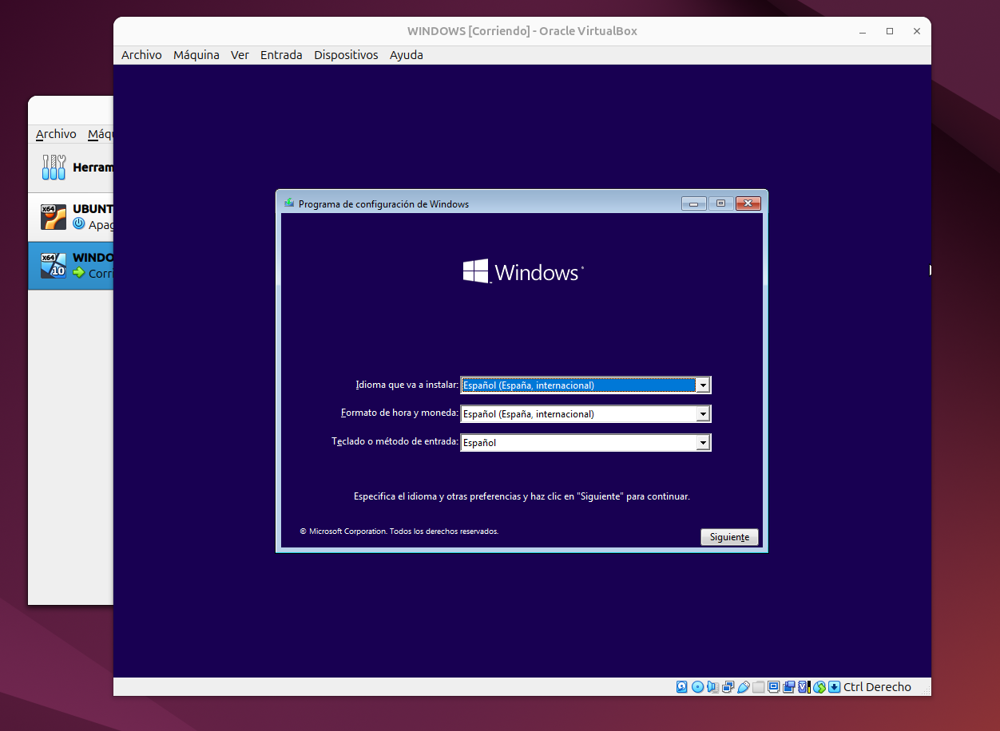 WINDOWS [Corriendo] - Oracle VirtualBox
Archivo Máquina Ver Entrada Dispositivos Ayuda
Archivo Máqu
Herram
x64
UBUNT
Apag
x64
10
WINDO
Corri
Programa de configuración de Windows
Windows
Idioma que va a instalar: Español (España, internacional)
Formato de hora y moneda: Español (España, internacional)
Teclado o método de entrada: Español
Especifica el idioma y otras preferencias y haz clic en "Siguiente" para continuar.
© Microsoft Corporation. Todos los derechos reservados.
Siguiente
Ctrl Derecho